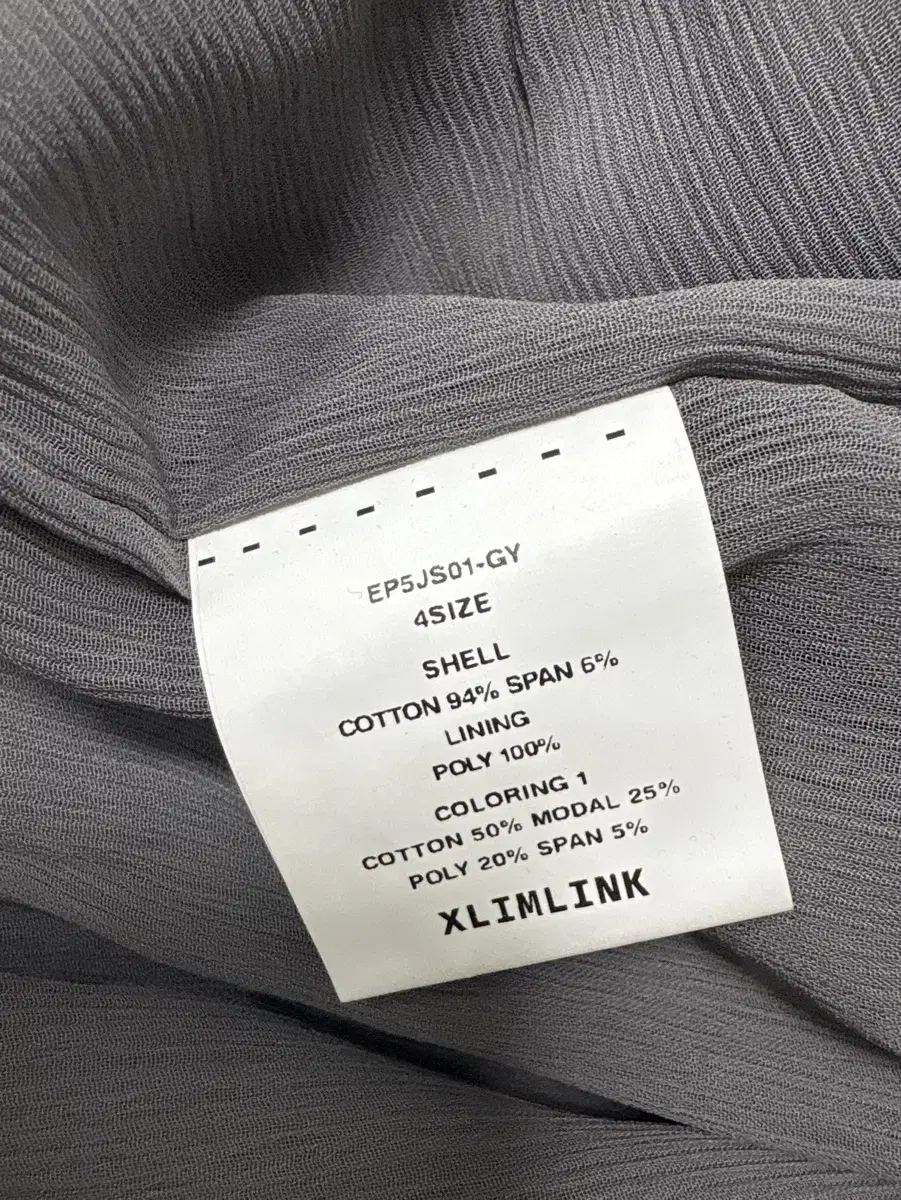 EP5JS01-GY
4SIZE
SHELL
COTTON 94% SPAN 6%
LINING
POLY 100%
COLORING 1
COTTON 50% MODAL 25%
POLY 20% SPAN 5%
XLIMLINK